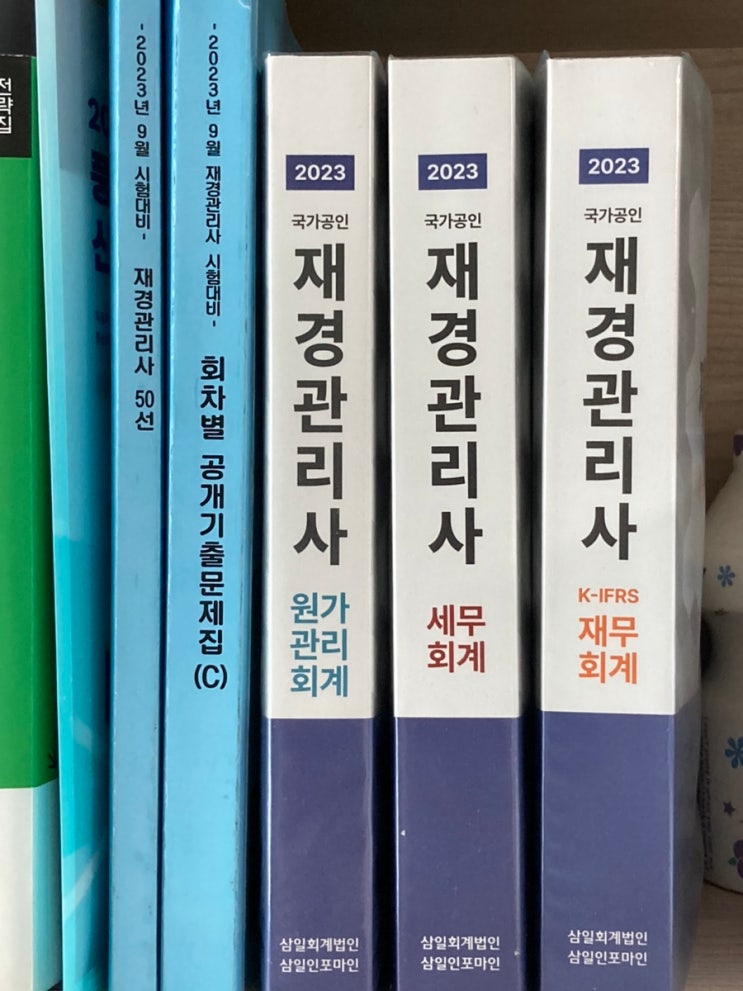 전략집
-2023년 9월 시험대비- 재경관리사 50선
-2023년 9월 재경관리사 시험대비- 회차별 공개기출문제집 (C)
2023
국가공인
재경관리사
원가
관리
회계
삼일회계법인
삼일인포마인
2023
국가공인
재경관리사
세무
회계
삼일회계법인
삼일인포마인
2023
국가공인
재경관리사
K-IFRS
재무
회계
삼일회계법인
삼일인포마인